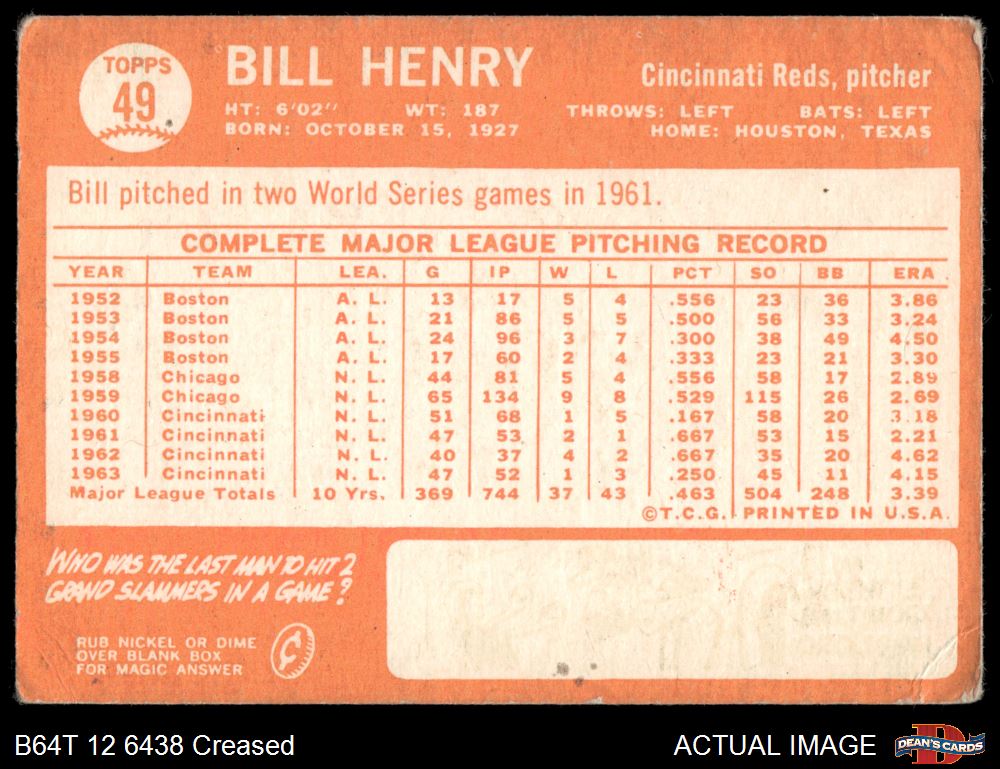 TOPPS
49
BILL HENRY
Cincinnati Reds, pitcher
HT: 6'02" WT: 187 THROWS: LEFT BATS: LEFT
BORN: OCTOBER 15, 1927 HOME: HOUSTON, TEXAS
Bill pitched in two World Series games in 1961.
COMPLETE MAJOR LEAGUE PITCHING RECORD
YEAR TEAM LEA. G IP W L PCT SO BB ERA
1952 Boston A. L. 13 17 5 4 .556 23 36 3.86
1953 Boston A. L. 21 86 5 5 .500 56 33 3.24
1954 Boston A. L. 24 96 3 7 .300 38 49 4.50
1955 Boston A. L. 17 60 2 4 .333 23 21 3.30
1958 Chicago N. L. 44 81 5 4 .556 58 17 2.89
1959 Chicago N. L. 65 134 9 8 .529 115 26 2.69
1960 Cincinnati N. L. 51 68 1 5 .167 58 20 3.18
1961 Cincinnati N. L. 47 53 2 1 .667 53 15 2.21
1962 Cincinnati N. L. 40 37 4 2 .667 35 20 4.62
1963 Cincinnati N. L. 47 52 1 3 .250 45 11 4.15
Major League Totals 10 Yrs. 369 744 37 43 .463 504 248 3.39
©T.C.G. PRINTED IN U.S.A.
WHO WAS THE LAST MAN TO HIT 2
GRAND SLAMMERS IN A GAME?
RUB NICKEL OR DIME
OVER BLANK BOX
FOR MAGIC ANSWER
B64T 12 6438 Creased
ACTUAL IMAGE
DEAN'S CARDS